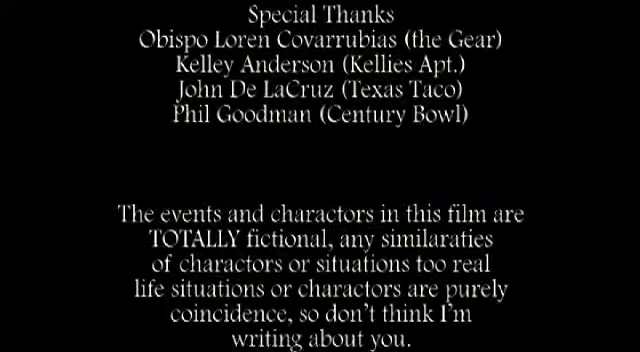 Special Thanks
Obispo Loren Covarrubias (the Gear)
Kelley Anderson (Kellies Apt.)
John De LaCruz (Texas Taco)
Phil Goodman (Century Bowl)
The events and charactors in this film are
TOTALLY fictional, any similaraties
of charactors or situations too real
life situations or charactors are purely
coincidence, so don't think I'm
writing about you.